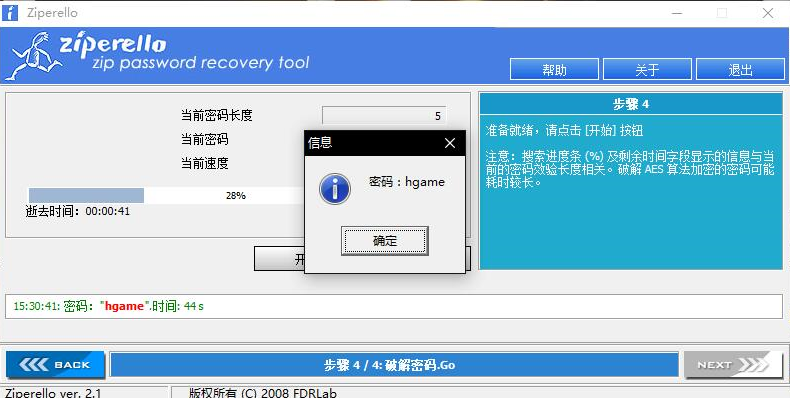 Ziperello
ziperello
zip password recovery tool
帮助
关于
退出
当前密码长度
5
当前密码
当前速度
28%
逝去时间：00:00:41
开
信息
密码：hgame
确定
步骤 4
准备就绪，请点击 [开始] 按钮
注意：搜索进度条 (%) 及剩余时间字段显示的信息与当
前的密码效验长度相关。破解 AES 算法加密的密码可能
耗时较长。
15:30:41: 密码："hgame".时间: 44 s
BACK
步骤 4 / 4: 破解密码.Go
NEXT
Ziperello ver. 2.1
版权所有 (C) 2008 FDRLab